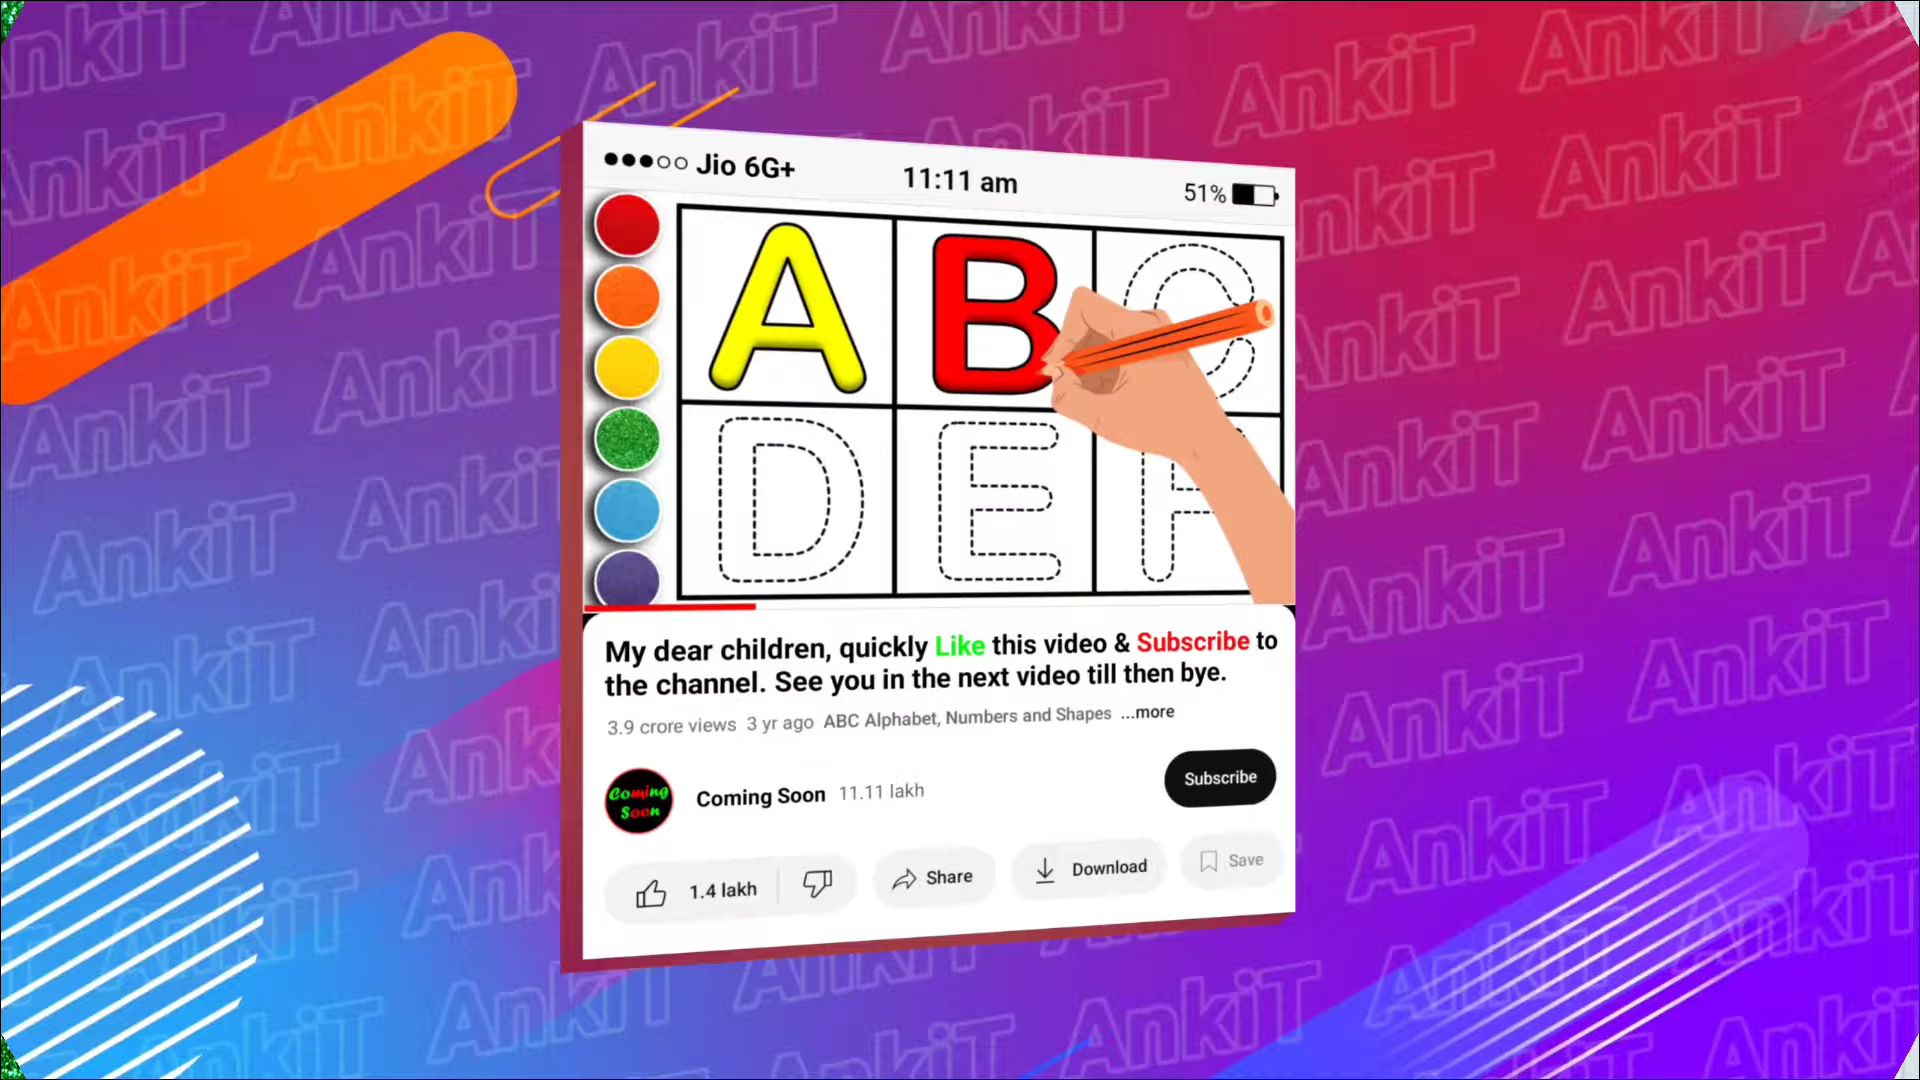 Jio 6G+ 11:11 am 51%
A B C
D E F
My dear children, quickly Like this video & Subscribe to
the channel. See you in the next video till then bye.
3.9 crore views 3 yr ago ABC Alphabet, Numbers and Shapes ...more
Coming
Soon
Coming Soon 11.11 lakh
Subscribe
1.4 lakh
Share
Download
Save
AnkiT